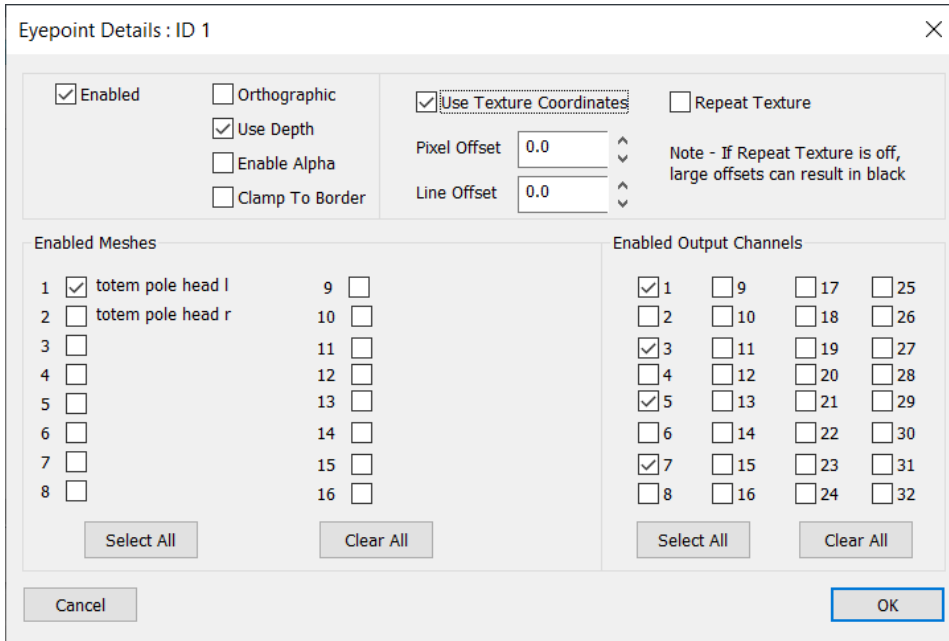 Eyepoint Details : ID 1
Enabled
Orthographic
Use Depth
Enable Alpha
Clamp To Border
Use Texture Coordinates
Repeat Texture
Pixel Offset 0.0
Line Offset 0.0
Note - If Repeat Texture is off,
large offsets can result in black
Enabled Meshes
1 totem pole head l 9
2 totem pole head r 10
3 11
4 12
5 13
6 14
7 15
8 16
Select All Clear All
Enabled Output Channels
1 9 17 25
2 10 18 26
3 11 19 27
4 12 20 28
5 13 21 29
6 14 22 30
7 15 23 31
8 16 24 32
Select All Clear All
Cancel OK